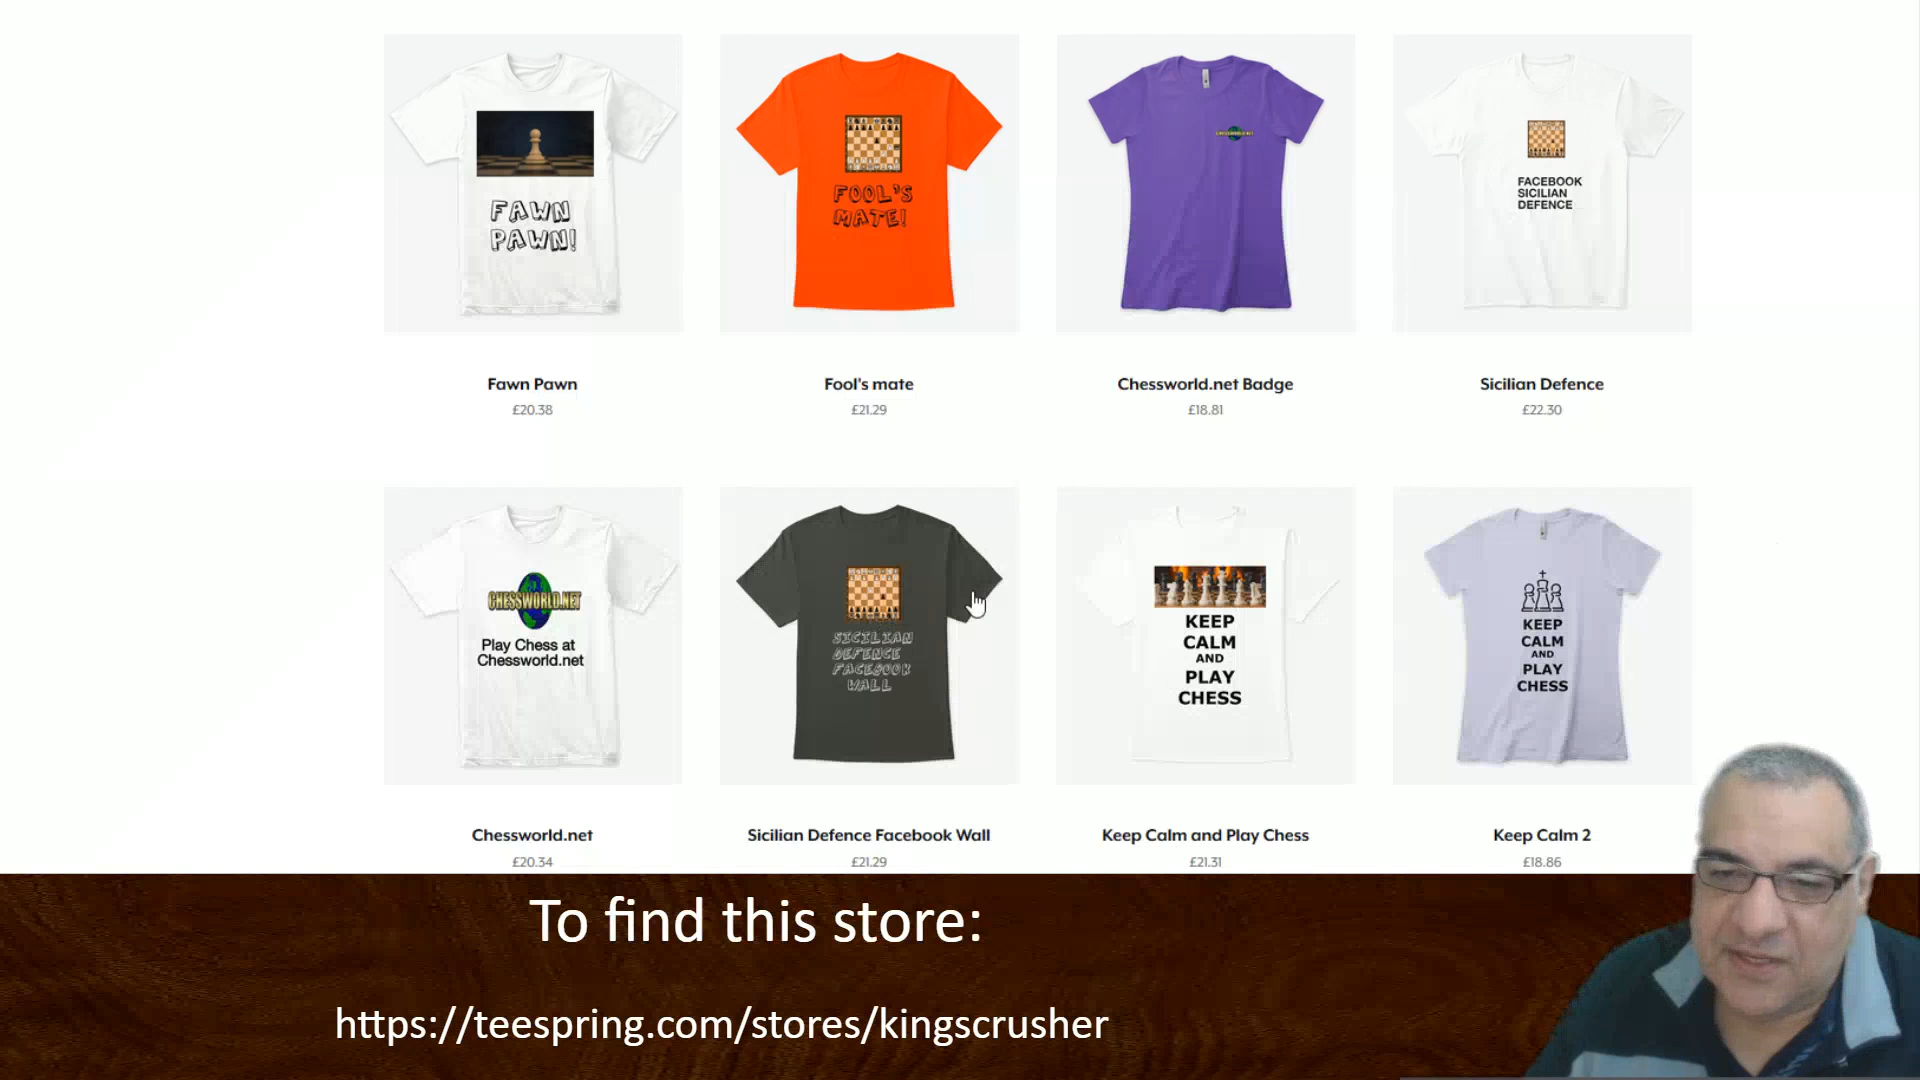 FAWN
PAWN!
FOOL'S
MATE!
CHESSWORLD.NET
FACEBOOK
SICILIAN
DEFENCE
Fawn Pawn
£20.38
Fool's mate
£21.29
Chessworld.net Badge
£18.81
Sicilian Defence
£22.30
CHESSWORLD.NET
Play Chess at
Chessworld.net
SICILIAN
DEFENCE
FACEBOOK
WALL
KEEP
CALM
AND
PLAY
CHESS
KEEP
CALM
AND
PLAY
CHESS
Chessworld.net
£20.34
Sicilian Defence Facebook Wall
£21.29
Keep Calm and Play Chess
£21.31
Keep Calm 2
£18.86
To find this store:
https://teespring.com/stores/kingscrusher